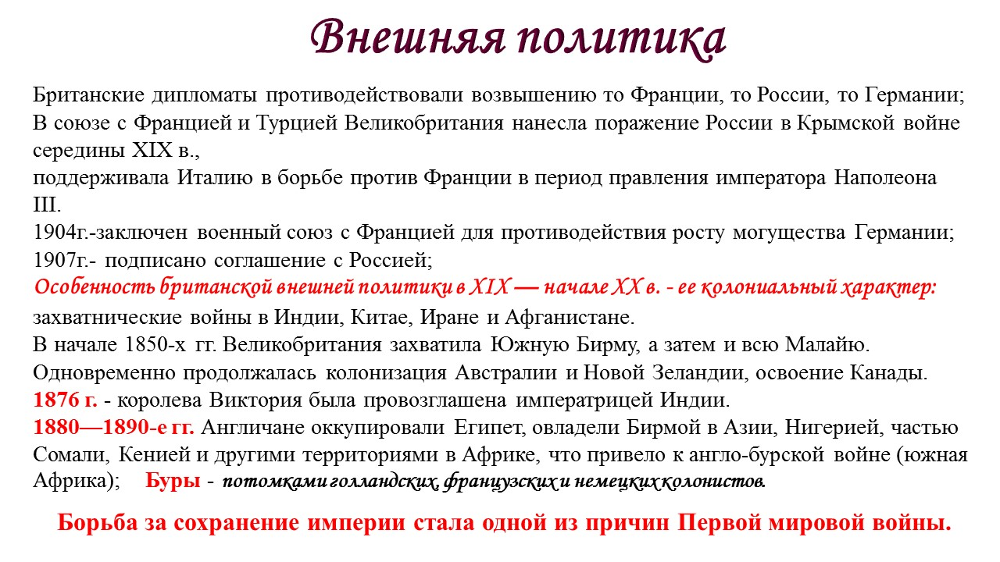 Внешняя политика
Британские дипломаты противодействовали возвышению то Франции, то России, то Германии;
В союзе с Францией и Турцией Великобритания нанесла поражение России в Крымской войне
середины XIX в.,
поддерживала Италию в борьбе против Франции в период правления императора Наполеона
III.
1904г.-заключен военный союз с Францией для противодействия росту могущества Германии;
1907г.- подписано соглашение с Россией;
Особенность британской внешней политики в XIX — начале XX в. - ее колониальный характер:
захватнические войны в Индии, Китае, Иране и Афганистане.
В начале 1850-х гг. Великобритания захватила Южную Бирму, а затем и всю Малайю.
Одновременно продолжалась колонизация Австралии и Новой Зеландии, освоение Канады.
1876 г. - королева Виктория была провозглашена императрицей Индии.
1880—1890-е гг. Англичане оккупировали Египет, овладели Бирмой в Азии, Нигерией, частью
Сомали, Кенией и другими территориями в Африке, что привело к англо-бурской войне (южная
Африка); Буры - потомками голландских, французских и немецких колонистов.
Борьба за сохранение империи стала одной из причин Первой мировой войны.